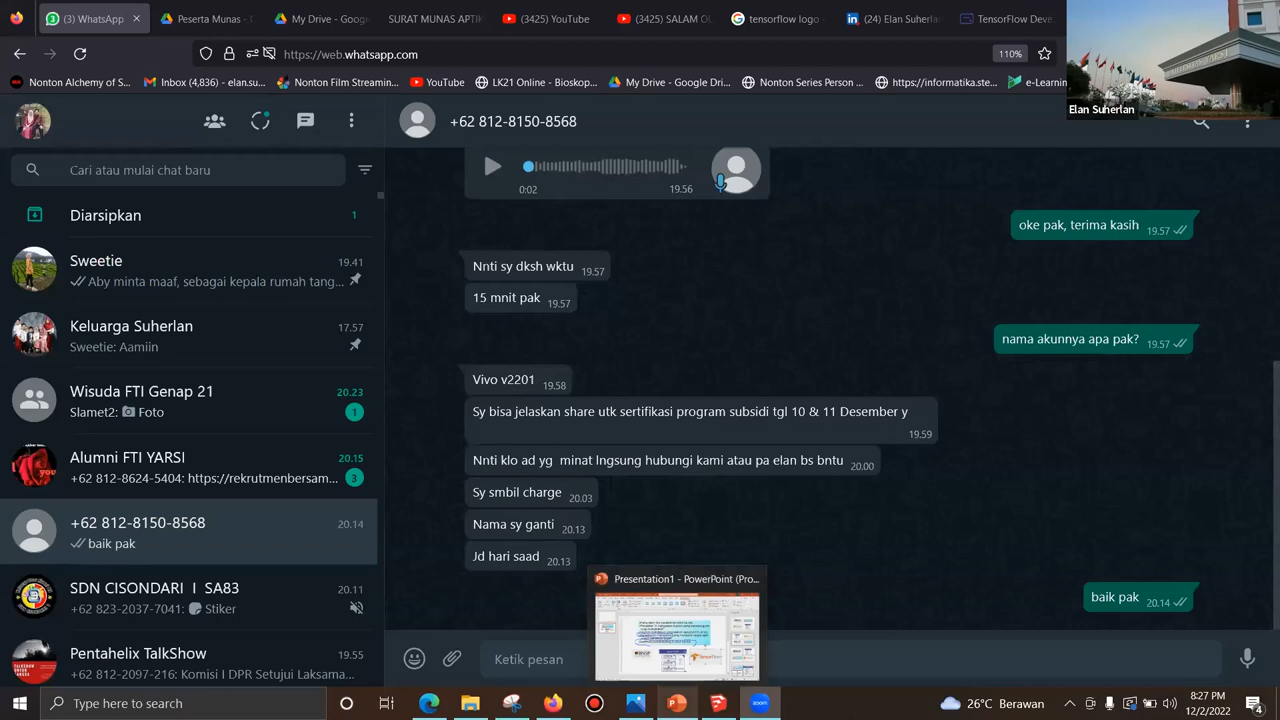 (3) WhatsApp
Peserta Munas - D
My Drive - Google
SURAT MUNAS APTIK
(3425)
(3425) SALAM O
tensorflow logo -
(24) Elan Suherla
TensorFlow Deve
https://web.whatsapp.com
110%
Nonton Alchemy of S...
Inbox (4,836) - elan.su...
Nonton Film Streamin...
YouTube
LK21 Online - Bioskop...
My Drive - Google Dri...
Nonton Series Person ...
https://informatika.ste...
e-Learning
Elan Suherlan
+62 812-8150-8568
Cari atau mulai chat baru
Diarsipkan
1
Sweetie
19.41
Aby minta maaf, sebagai kepala rumah tang...
Keluarga Suherlan
17.57
Sweetie: Aamiin
Wisuda FTI Genap 21
20.23
Slamet2: Foto
1
Alumni FTI YARSI
20.15
+62 812-8624-5404: https://rekrutmenbersam...
3
+62 812-8150-8568
20.14
baik pak
SDN CISONDARI I SA83
20.11
+62 823-2037-7041: Stiker
Pentahelix TalkShow
19.55
+62 812-2097-216: Komisi I DPR Setujui Laksama...
0:02
19.56
oke pak, terima kasih 19.57
Nnti sy dksh wktu 19.57
15 mnit pak 19.57
nama akunnya apa pak? 19.57
Vivo v2201 19.58
Sy bisa jelaskan share utk sertifikasi program subsidi tgl 10 & 11 Desember y
19.59
Nnti klo ad yg minat lngsung hubungi kami atau pa elan bs bntu 20.00
Sy smbil charge 20.03
Nama sy ganti 20.13
Jd hari saad 20.13
baik pak 20.14
Presentation1 - PowerPoint (Pro...
Ketik pesan
Type here to search
26°C Berawan
8:27 PM
12/2/2022
4